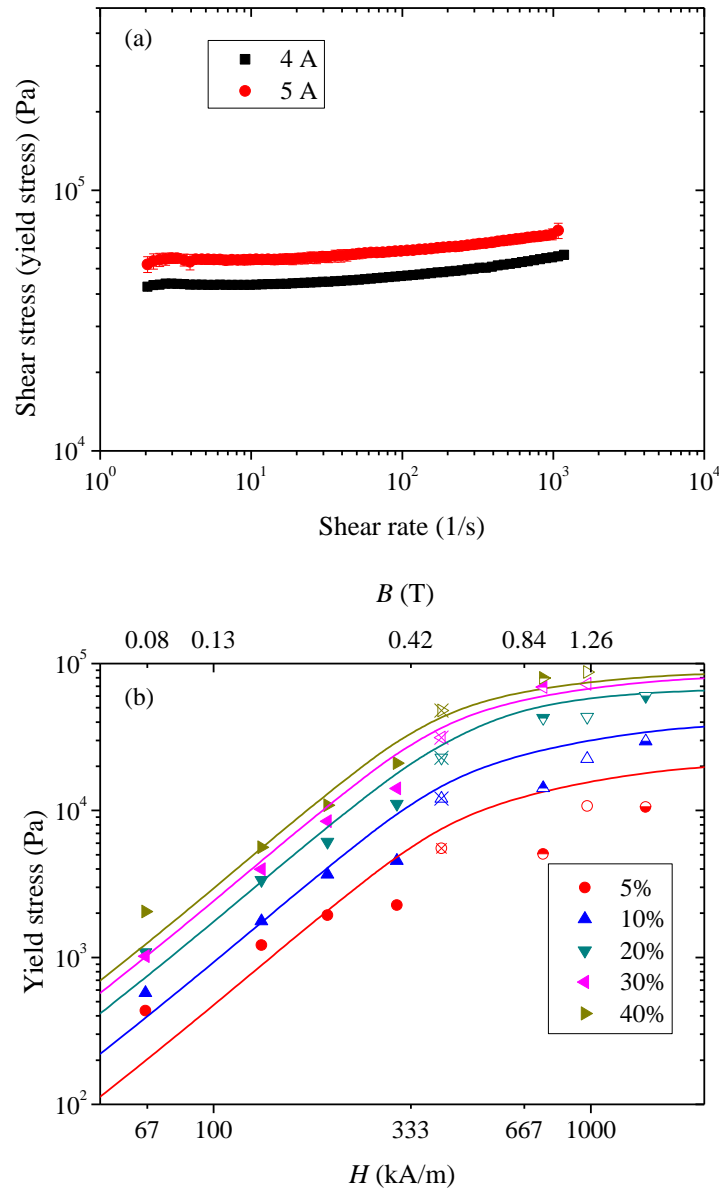 (a)
4 A
5 A
Shear stress (yield stress) (Pa)
10^5
10^4
10^0 10^1 10^2 10^3 10^4
Shear rate (1/s)
B (T)
0.08 0.13 0.42 0.84 1.26
(b)
Yield stress (Pa)
10^5
10^4
10^3
10^2
5%
10%
20%
30%
40%
67 100 333 667 1000
H (kA/m)